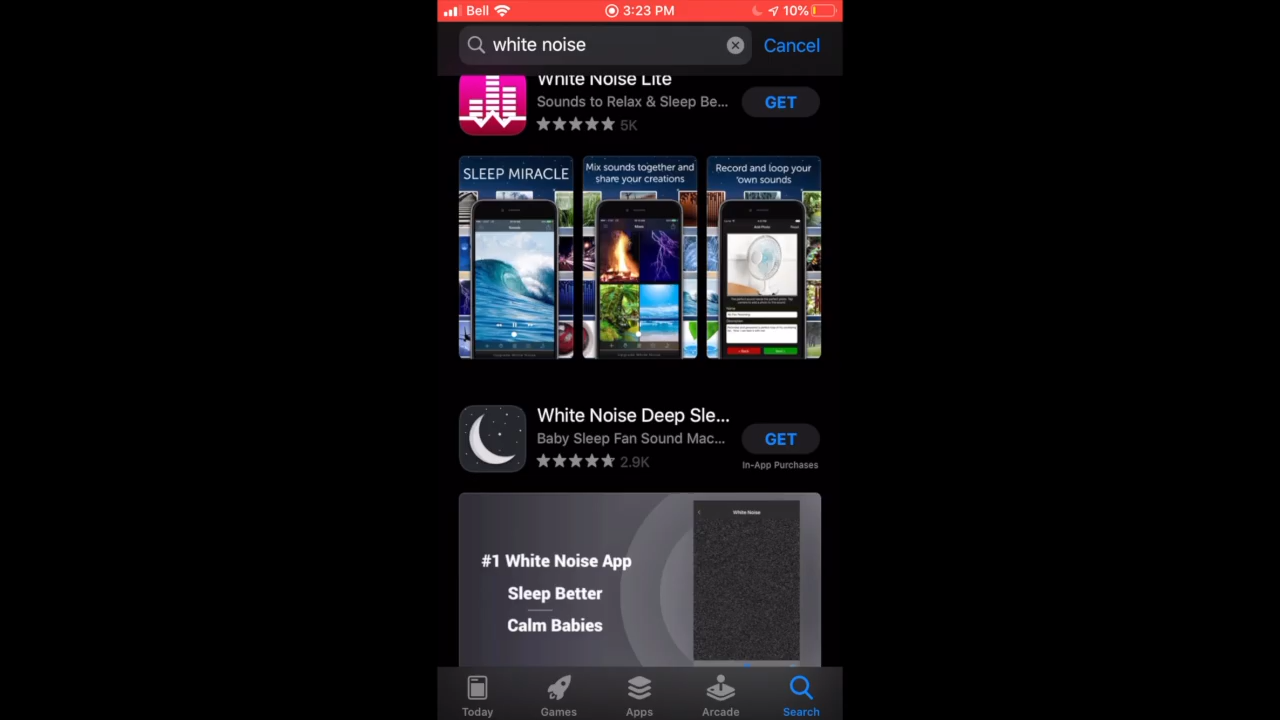 Bell 3:23 PM 10%
white noise Cancel
White Noise Lite
Sounds to Relax & Sleep Be... GET
5K
SLEEP MIRACLE
Mix sounds together and
share your creations
Record and loop your
own sounds
White Noise Deep Sle...
Baby Sleep Fan Sound Mac... GET
2.9K In-App Purchases
White Noise
#1 White Noise App
Sleep Better
Calm Babies
Today Games Apps Arcade Search